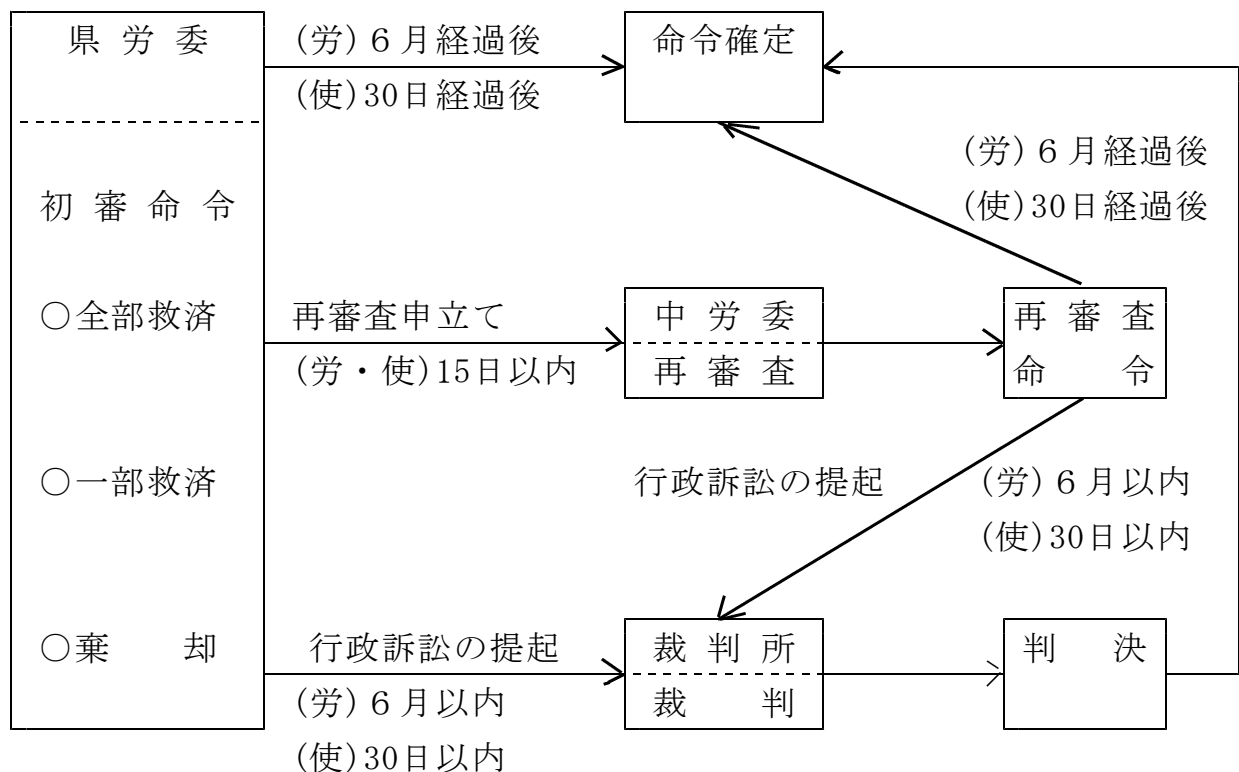 県労委
(労)６月経過後
(使)30日経過後
命令確定
(労)６月経過後
(使)30日経過後
初審命令
○全部救済
再審査申立て
(労・使)15日以内
中労委
再審査
再審査
命令
○一部救済
行政訴訟の提起
(労)６月以内
(使)30日以内
○棄却
行政訴訟の提起
(労)６月以内
(使)30日以内
裁判所
裁判
判決